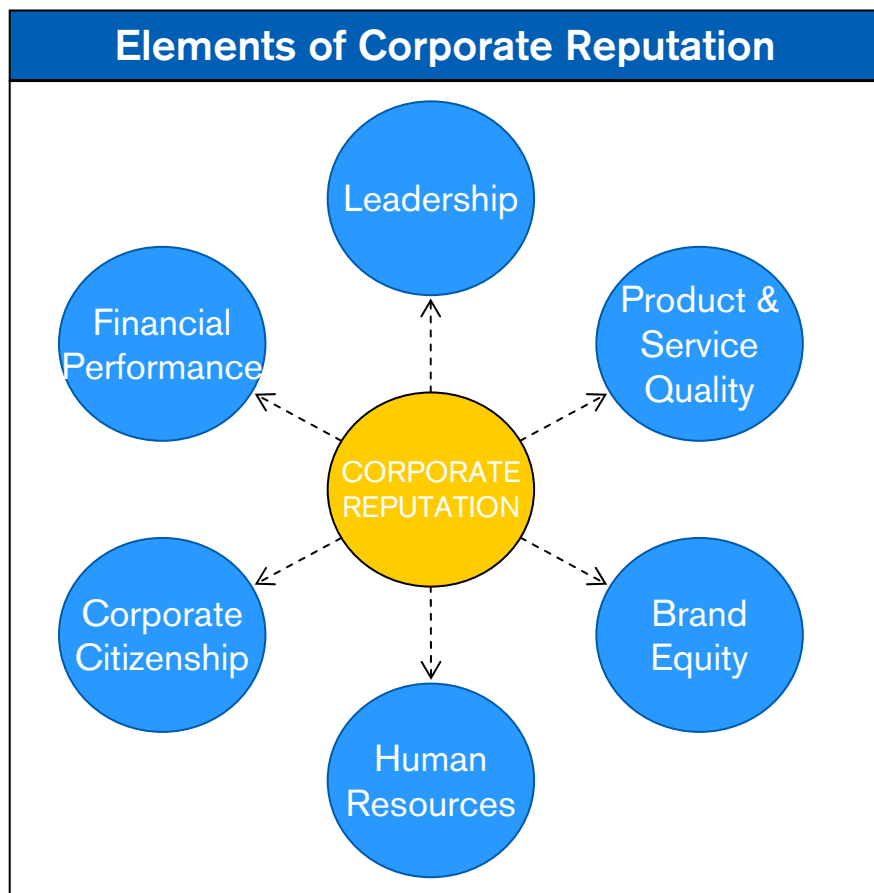 Elements of Corporate Reputation
Leadership
Product &
Service
Quality
Financial
Performance
CORPORATE
REPUTATION
Corporate
Citizenship
Brand
Equity
Human
Resources